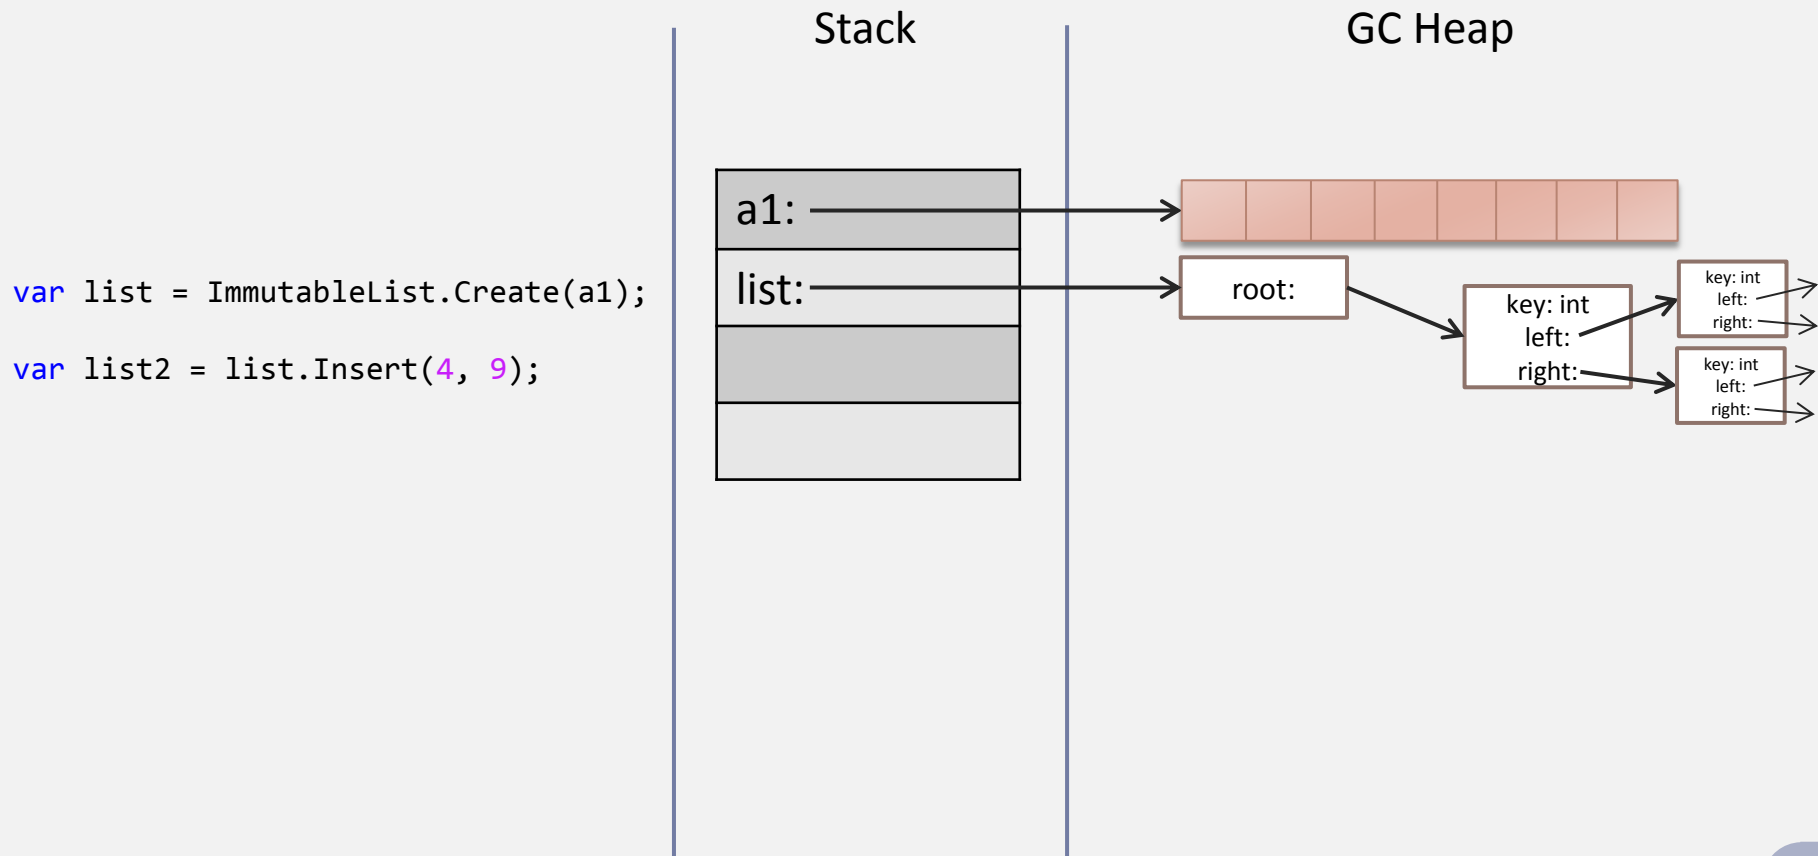 Stack
GC Heap
var list = ImmutableList.Create(a1);
var list2 = list.Insert(4, 9);
a1:
list:
root:
key: int
left:
right:
key: int
left:
right:
key: int
left:
right: